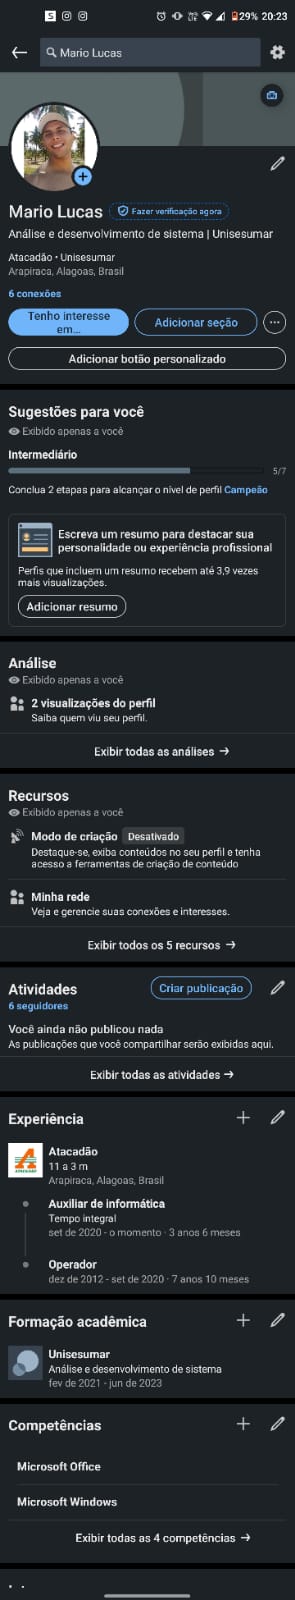 29% 20:23
Mario Lucas
Mario Lucas
Fazer verificação agora
Análise e desenvolvimento de sistema | Unisesumar
Atacadão • Unisesumar
Arapiraca, Alagoas, Brasil
6 conexões
Tenho interesse em...
Adicionar seção
Adicionar botão personalizado
Sugestões para você
Exibido apenas a você
Intermediário
5/7
Conclua 2 etapas para alcançar o nível de perfil Campeão
Escreva um resumo para destacar sua
personalidade ou experiência profissional
Perfis que incluem um resumo recebem até 3,9 vezes
mais visualizações.
Adicionar resumo
Análise
Exibido apenas a você
2 visualizações do perfil
Saiba quem viu seu perfil.
Exibir todas as análises →
Recursos
Exibido apenas a você
Modo de criação Desativado
Destaque-se, exiba conteúdos no seu perfil e tenha
acesso a ferramentas de criação de conteúdo
Minha rede
Veja e gerencie suas conexões e interesses.
Exibir todos os 5 recursos →
Atividades
Criar publicação
6 seguidores
Você ainda não publicou nada
As publicações que você compartilhar serão exibidas aqui.
Exibir todas as atividades →
Experiência
ATACADÃO
Atacadão
11 a 3 m
Arapiraca, Alagoas, Brasil
Auxiliar de informática
Tempo integral
set de 2020 - o momento · 3 anos 6 meses
Operador
dez de 2012 - set de 2020 · 7 anos 10 meses
Formação acadêmica
Unisesumar
Análise e desenvolvimento de sistema
fev de 2021 - jun de 2023
Competências
Microsoft Office
Microsoft Windows
Exibir todas as 4 competências →